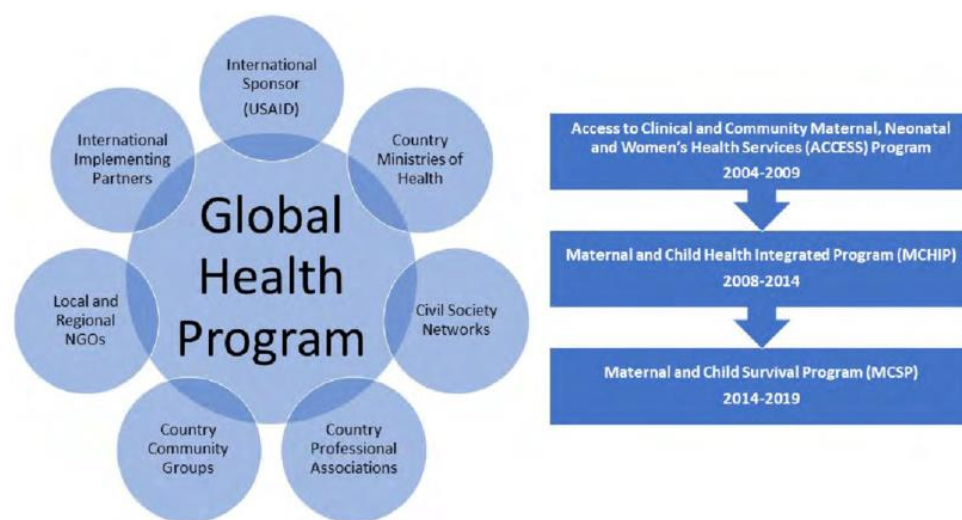 International
Sponsor
(USAID)
Country
Ministries of
Health
Civil Society
Networks
Country
Professional
Associations
Country
Community
Groups
Local and
Regional
NGOs
International
Implementing
Partners
Global
Health
Program
Access to Clinical and Community Maternal, Neonatal
and Women's Health Services (ACCESS) Program
2004-2009
Maternal and Child Health Integrated Program (MCHIP)
2008-2014
Maternal and Child Survival Program (MCSP)
2014-2019